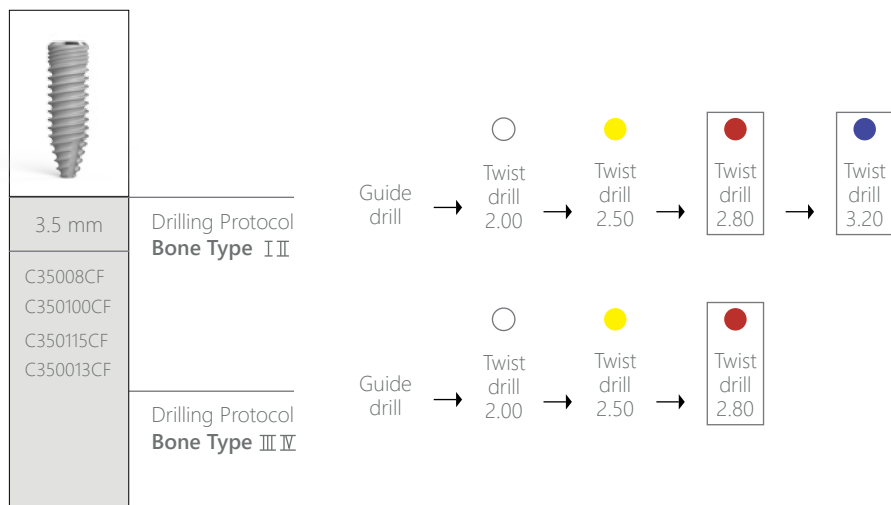 3.5 mm
C35008CF
C350100CF
C350115CF
C350013CF
Drilling Protocol
Bone Type Ⅰ Ⅱ
Guide
drill
Twist
drill
2.00
Twist
drill
2.50
Twist
drill
2.80
Twist
drill
3.20
Drilling Protocol
Bone Type Ⅲ Ⅳ
Guide
drill
Twist
drill
2.00
Twist
drill
2.50
Twist
drill
2.80